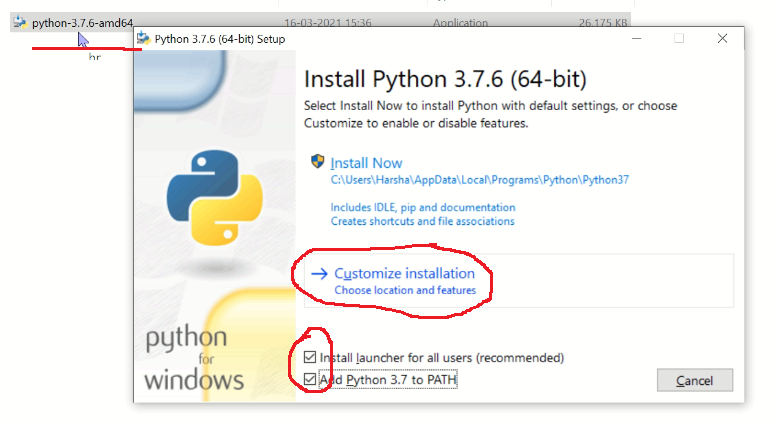 python-3.7.6-amd64 16-03-2021 15:36 Application 26,175 KB
Python 3.7.6 (64-bit) Setup
Install Python 3.7.6 (64-bit)
Select Install Now to install Python with default settings, or choose
Customize to enable or disable features.
Install Now
C:\Users\Harsha\AppData\Local\Programs\Python\Python37
Includes IDLE, pip and documentation
Creates shortcuts and file associations
Customize installation
Choose location and features
Install launcher for all users (recommended)
Add Python 3.7 to PATH
Cancel
python
for
windows